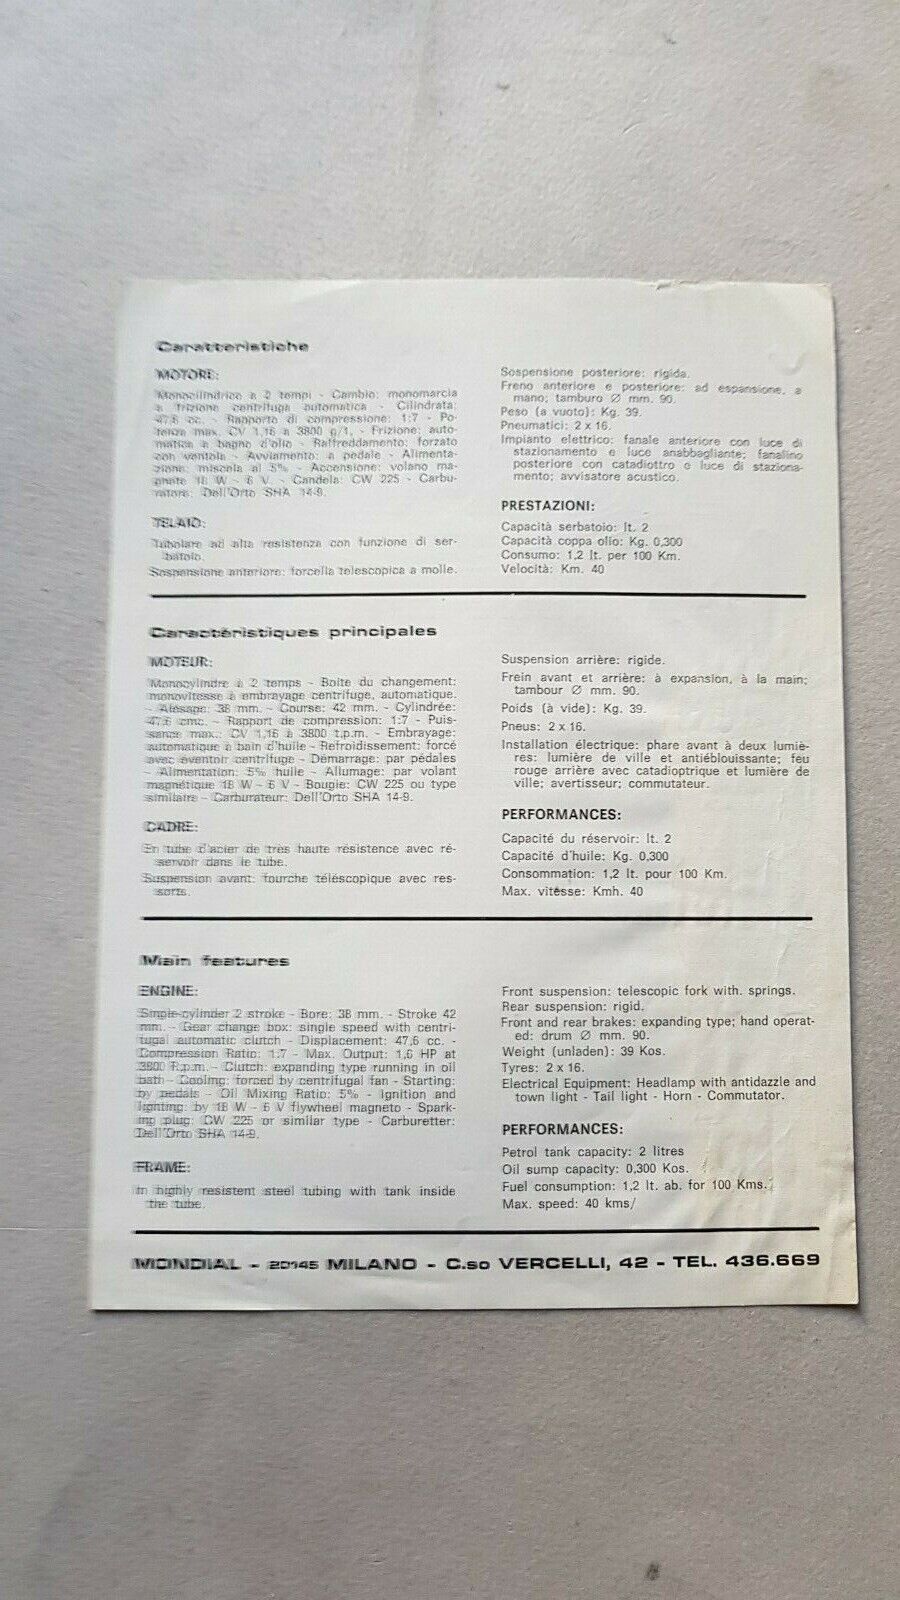 Caratteristiche
MOTORE:
Monocilindrico a 2 tempi - Cambio: monomarcia
a frizione centrifuga automatica - Cilindrata:
47,6 cc. - Rapporto di compressione: 1:7 - Po-
tenza max. CV 1,16 a 3800 g/1. - Frizione: auto-
matica a bagno d'olio - Raffreddamento: forzato
con ventola - Avviamento: a pedale - Alimenta-
zione: miscela al 5% - Accensione: volano ma-
gnete 18 W - 6 V. - Candela: CW 225 - Carbu-
ratore: Dell'Orto SHA 14-9.
TELAIO:
Tubolare ad alta resistenza con funzione di ser-
batoio.
Sospensione anteriore: forcella telescopica a molle.
Sospensione posteriore: rigida.
Freno anteriore e posteriore: ad espansione, a
mano; tamburo Ø mm. 90.
Peso (a vuoto): Kg. 39.
Pneumatici: 2 x 16.
Impianto elettrico: fanale anteriore con luce di
stazionamento e luce anabbagliante; fanalino
posteriore con catadiottro e luce di staziona-
mento; avvisatore acustico.
PRESTAZIONI:
Capacità serbatoio: lt. 2
Capacità coppa olio: Kg. 0,300
Consumo: 1,2 lt. per 100 Km.
Velocità: Km. 40
Caractéristiques principales
MOTEUR:
Monocylindre à 2 temps - Boîte du changement:
monovitesse à embrayage centrifuge, automatique.
- Alésage: 38 mm. - Course: 42 mm. - Cylindrée:
47,6 cmc. - Rapport de compression: 1:7 - Puis-
sance max.: CV 1,16 à 3800 t.p.m. - Embrayage:
automatique à bain d'huile - Refroidissement: forcé
avec éventoir centrifuge - Démarrage: par pédales
- Alimentation: 5% huile - Allumage: par volant
magnétique 18 W - 6 V - Bougie: CW 225 ou type
similaire - Carburateur: Dell'Orto SHA 14-9.
CADRE:
En tube d'acier de très haute résistence avec ré-
servoir dans le tube.
Suspension avant: fourche téléscopique avec res-
sorts.
Suspension arrière: rigide.
Frein avant et arrière: à expansion, à la main;
tambour Ø mm. 90.
Poids (à vide): Kg. 39.
Pneus: 2 x 16.
Installation électrique: phare avant à deux lumiè-
res: lumière de ville et antiéblouissante; feu
rouge arrière avec catadioptrique et lumière de
ville; avertisseur; commutateur.
PERFORMANCES:
Capacité du réservoir: lt. 2
Capacité d'huile: Kg. 0,300
Consommation: 1,2 lt. pour 100 Km.
Max. vitèsse: Kmh. 40
Main features
ENGINE:
Single-cylinder 2 stroke - Bore: 38 mm. - Stroke 42
mm. - Gear change box: single speed with centri-
fugal automatic clutch - Displacement: 47,6 cc. -
Compression Ratio: 1:7 - Max. Output: 1,6 HP at
3800 R.p.m. - Clutch: expanding type running in oil
bath - Cooling: forced by centrifugal fan - Starting:
by pedals - Oil Mixing Ratio: 5% - Ignition and
lighting: by 18 W - 6 V flywheel magneto - Spark-
ing plug: CW 225 or similar type - Carburetter:
Dell'Orto SHA 14-9.
FRAME:
In highly resistent steel tubing with tank inside
the tube.
Front suspension: telescopic fork with. springs.
Rear suspension: rigid.
Front and rear brakes: expanding type; hand operat-
ed: drum Ø mm. 90.
Weight (unladen): 39 Kos.
Tyres: 2 x 16.
Electrical Equipment: Headlamp with antidazzle and
town light - Tail light - Horn - Commutator.
PERFORMANCES:
Petrol tank capacity: 2 litres
Oil sump capacity: 0,300 Kos.
Fuel consumption: 1,2 lt. ab. for 100 Kms.
Max. speed: 40 kms/
MONDIAL - 20145 MILANO - C.so VERCELLI, 42 - TEL. 436.669